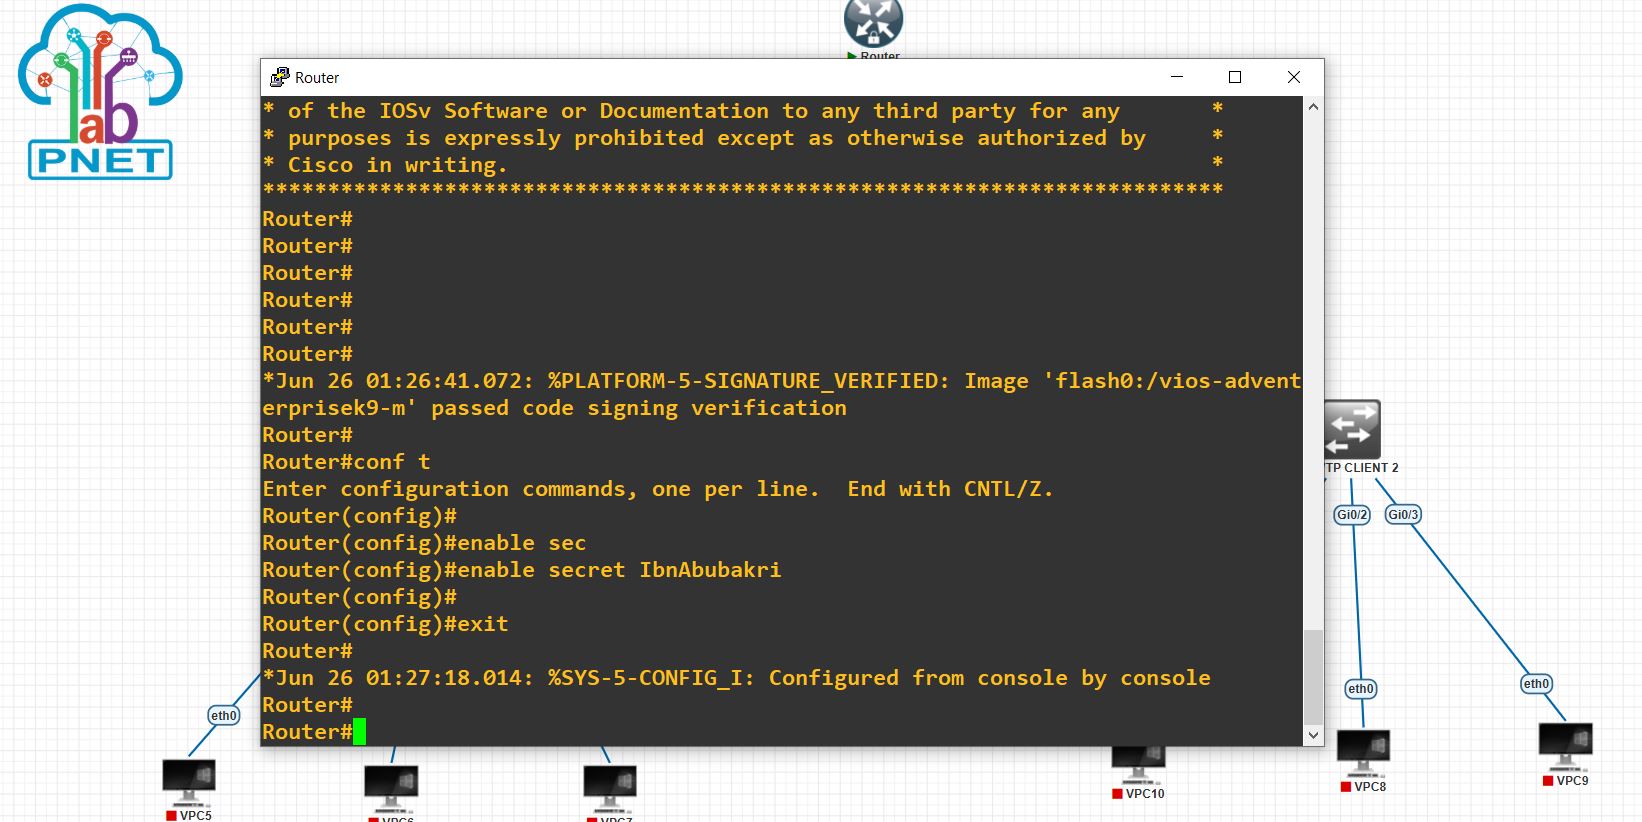 lab
PNET
Router
Router
* of the IOSv Software or Documentation to any third party for any *
* purposes is expressly prohibited except as otherwise authorized by *
* Cisco in writing. *
**************************************************************************
Router#
Router#
Router#
Router#
Router#
Router#
*Jun 26 01:26:41.072: %PLATFORM-5-SIGNATURE_VERIFIED: Image 'flash0:/vios-advent
erprisek9-m' passed code signing verification
Router#
Router#conf t
Enter configuration commands, one per line.  End with CNTL/Z.
Router(config)#
Router(config)#enable sec
Router(config)#enable secret IbnAbubakri
Router(config)#
Router(config)#exit
Router#
*Jun 26 01:27:18.014: %SYS-5-CONFIG_I: Configured from console by console
Router#
Router#
TP CLIENT 2
Gi0/2
Gi0/3
eth0
eth0
eth0
VPC5
VPC6
VPC7
VPC10
VPC8
VPC9